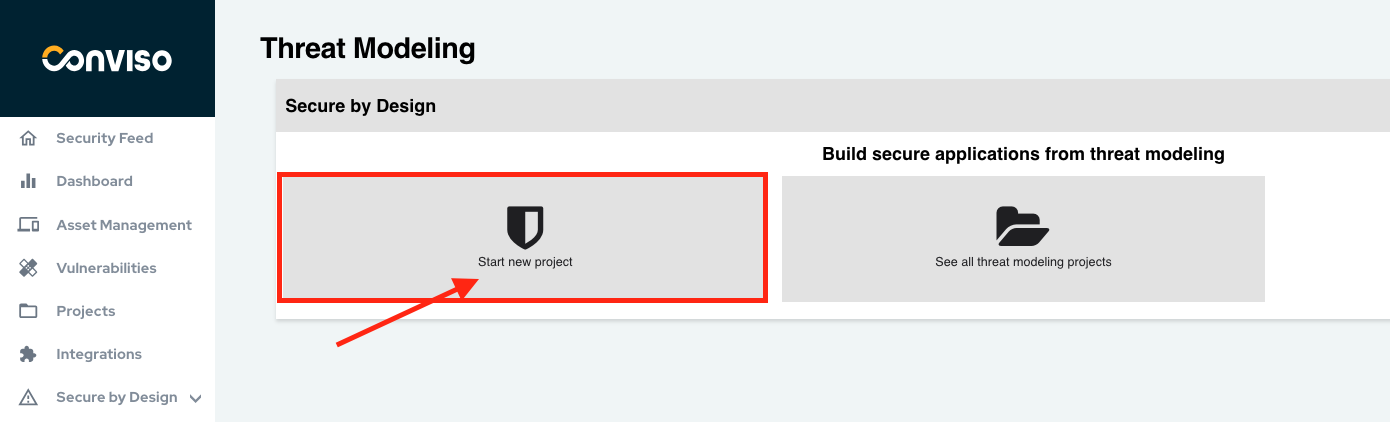 Conviso
Security Feed
Dashboard
Asset Management
Vulnerabilities
Projects
Integrations
Secure by Design
Threat Modeling
Secure by Design
Build secure applications from threat modeling
Start new project
See all threat modeling projects